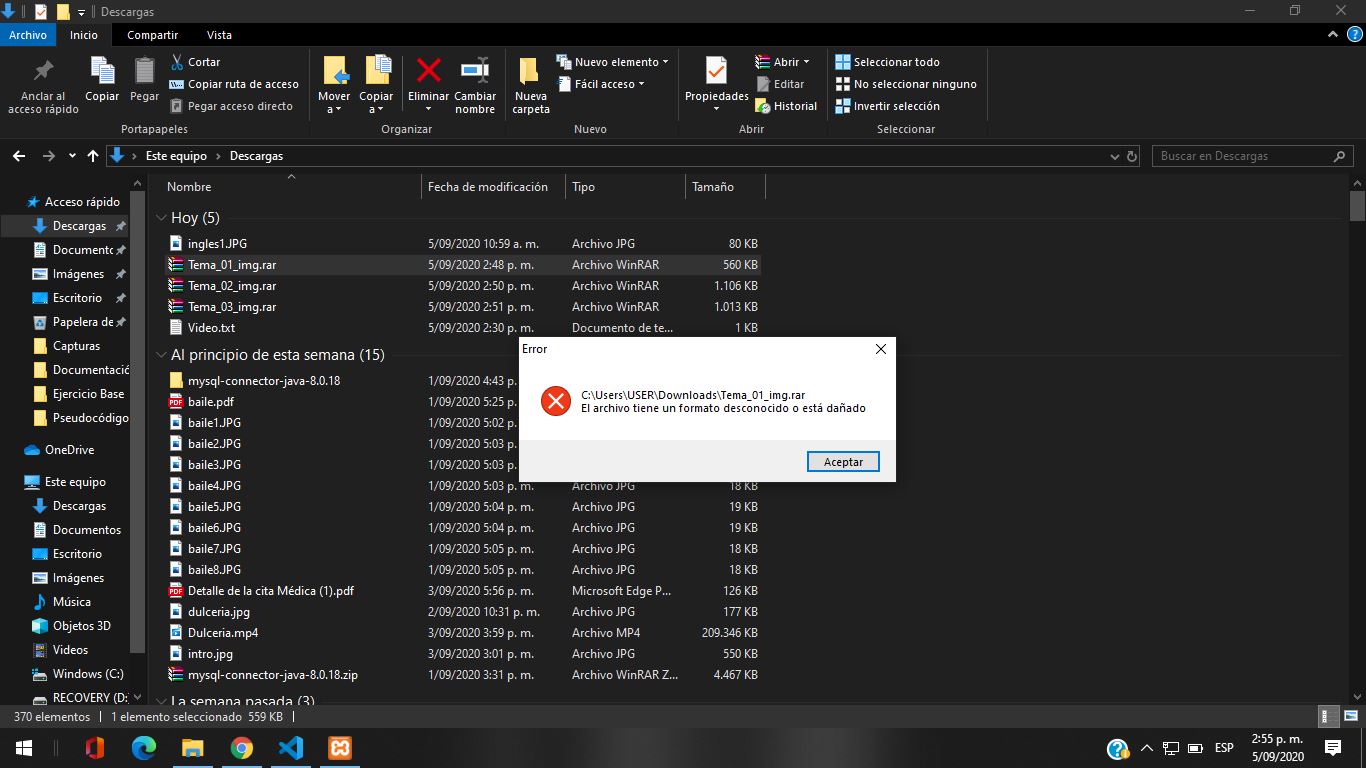 Descargas
Archivo Inicio Compartir Vista
Anclar al acceso rápido
Copiar
Pegar
Cortar
Copiar ruta de acceso
Pegar acceso directo
Portapapeles
Mover a
Copiar a
Eliminar
Cambiar nombre
Organizar
Nueva carpeta
Nuevo elemento
Fácil acceso
Nuevo
Propiedades
Abrir
Editar
Historial
Abrir
Seleccionar todo
No seleccionar ninguno
Invertir selección
Seleccionar
Este equipo > Descargas
Buscar en Descargas
Acceso rápido
Descargas
Documento
Imágenes
Escritorio
Papelera de
Capturas
Documentació
Ejercicio Base
Pseudocódigo
OneDrive
Este equipo
Descargas
Documentos
Escritorio
Imágenes
Música
Objetos 3D
Videos
Windows (C:)
RECOVERY (D:
Nombre Fecha de modificación Tipo Tamaño
Hoy (5)
ingles1.JPG 5/09/2020 10:59 a. m. Archivo JPG 80 KB
Tema_01_img.rar 5/09/2020 2:48 p. m. Archivo WinRAR 560 KB
Tema_02_img.rar 5/09/2020 2:50 p. m. Archivo WinRAR 1.106 KB
Tema_03_img.rar 5/09/2020 2:51 p. m. Archivo WinRAR 1.013 KB
Video.txt 5/09/2020 2:30 p. m. Documento de te... 1 KB
Al principio de esta semana (15)
mysql-connector-java-8.0.18 1/09/2020 4:43 p.
baile.pdf 1/09/2020 5:25 p.
baile1.JPG 1/09/2020 5:02 p.
baile2.JPG 1/09/2020 5:03 p.
baile3.JPG 1/09/2020 5:03 p.
baile4.JPG 1/09/2020 5:03 p. m. Archivo JPG 18 KB
baile5.JPG 1/09/2020 5:04 p. m. Archivo JPG 19 KB
baile6.JPG 1/09/2020 5:04 p. m. Archivo JPG 19 KB
baile7.JPG 1/09/2020 5:05 p. m. Archivo JPG 18 KB
baile8.JPG 1/09/2020 5:05 p. m. Archivo JPG 18 KB
Detalle de la cita Médica (1).pdf 3/09/2020 5:56 p. m. Microsoft Edge P... 126 KB
dulceria.jpg 2/09/2020 10:31 p. m. Archivo JPG 177 KB
Dulceria.mp4 3/09/2020 3:59 p. m. Archivo MP4 209.346 KB
intro.jpg 3/09/2020 3:01 p. m. Archivo JPG 550 KB
mysql-connector-java-8.0.18.zip 1/09/2020 3:31 p. m. Archivo WinRAR Z... 4.467 KB
La semana pasada (3)
Error
C:\Users\USER\Downloads\Tema_01_img.rar
El archivo tiene un formato desconocido o está dañado
Aceptar
370 elementos 1 elemento seleccionado 559 KB
ESP
2:55 p. m.
5/09/2020